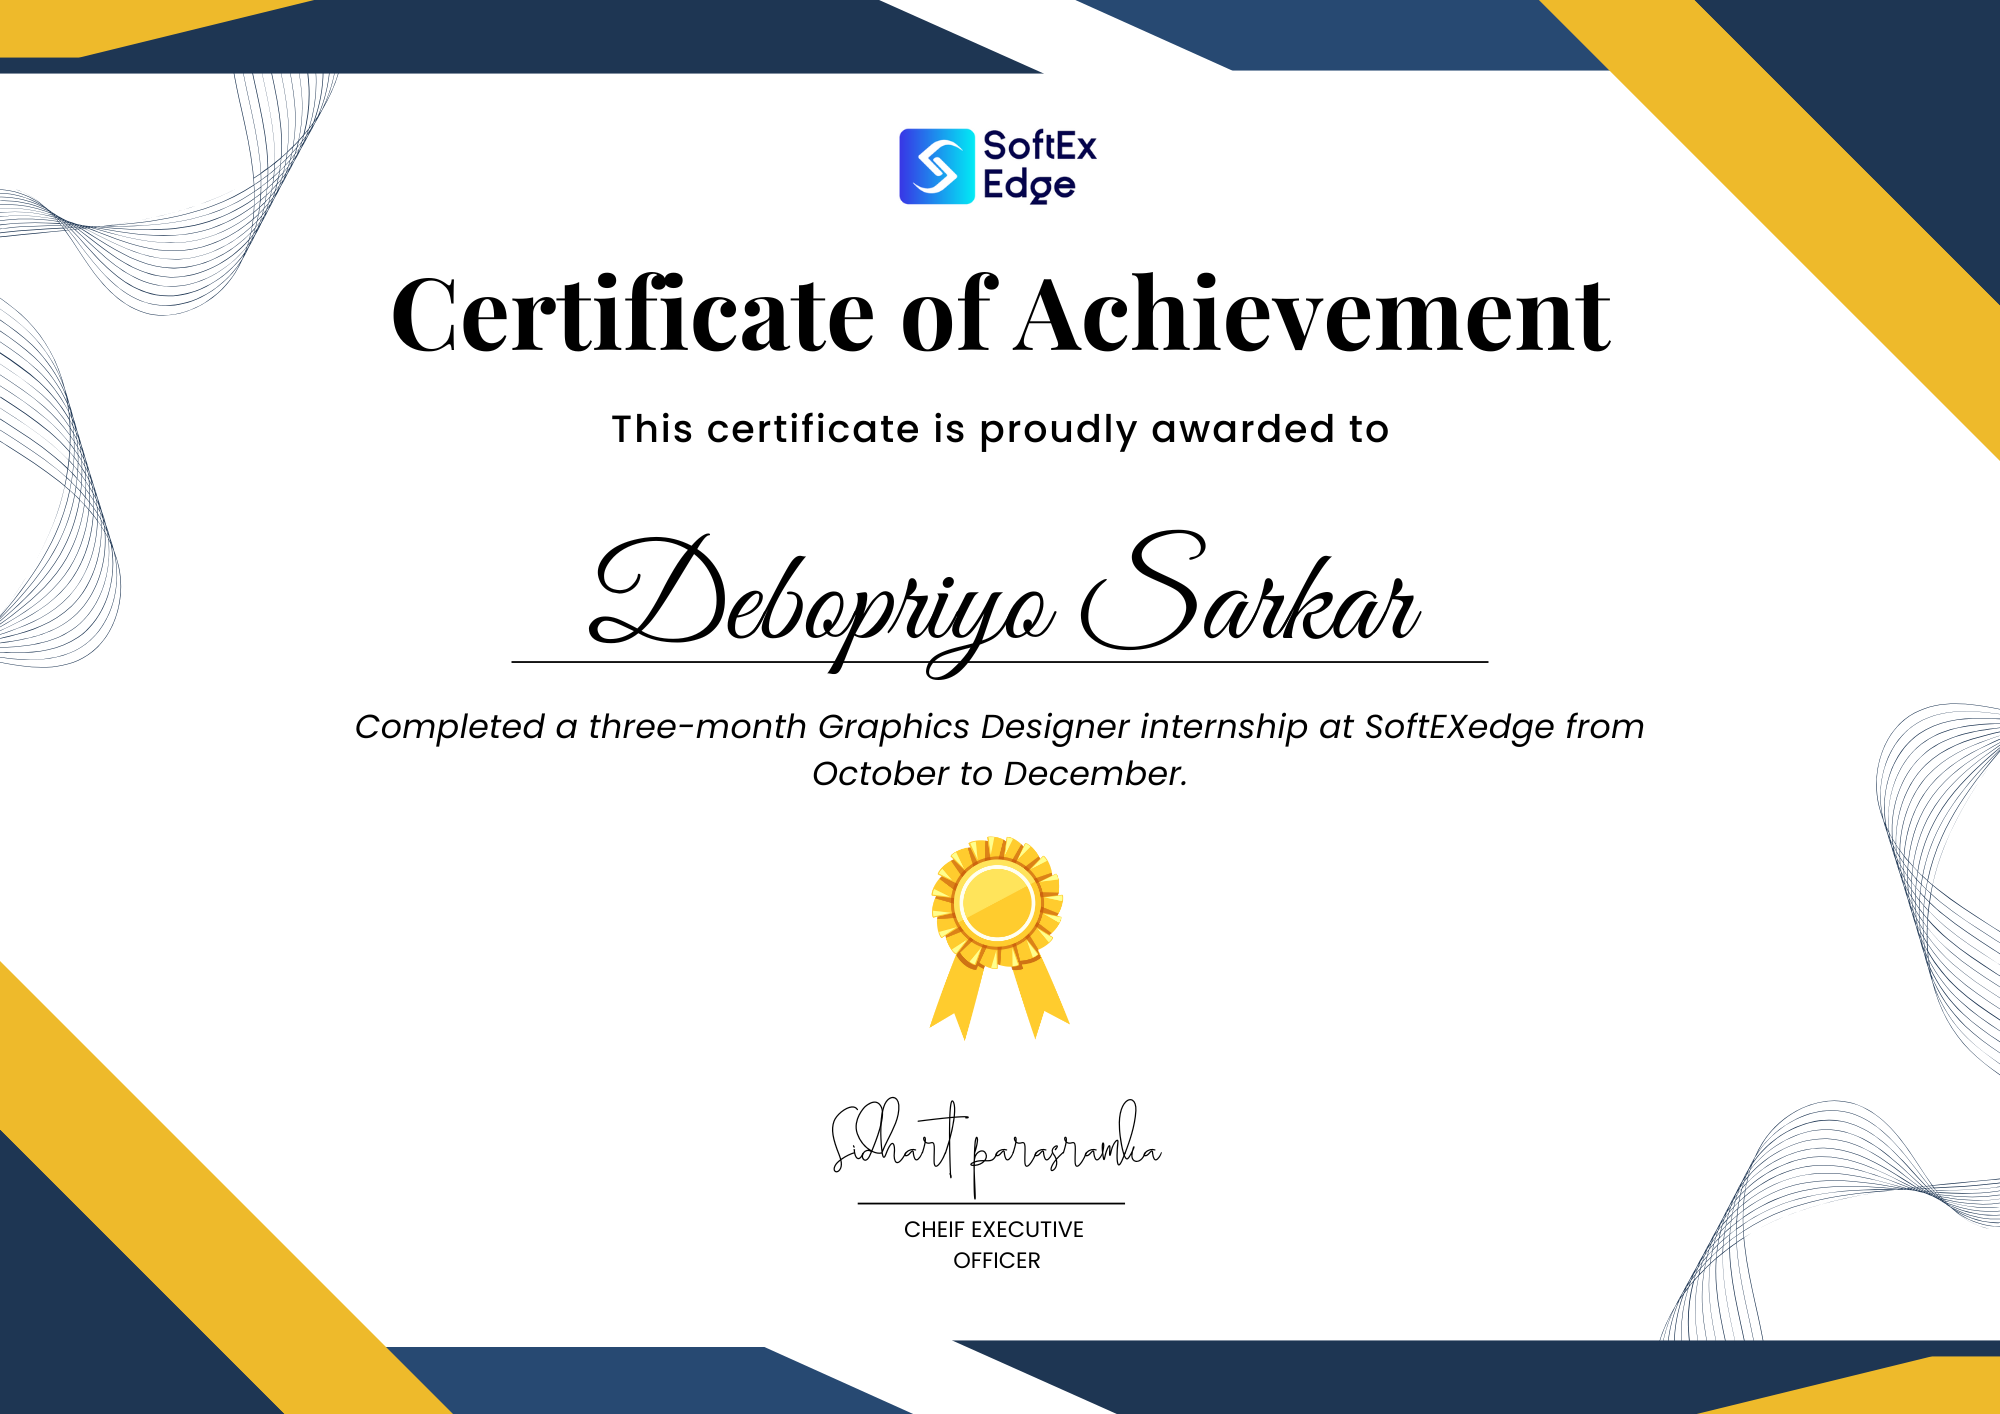 SoftEx
Edge
Certificate of Achievement
This certificate is proudly awarded to
Debopriyo Sarkar
Completed a three-month Graphics Designer internship at SoftEXedge from
October to December.
Sidhart parasramka
CHEIF EXECUTIVE
OFFICER